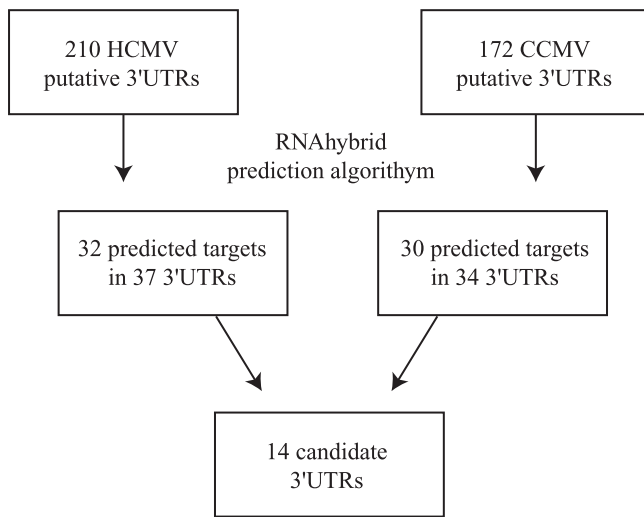 210 HCMV
putative 3'UTRs
172 CCMV
putative 3'UTRs
RNAhybrid
prediction algorithym
32 predicted targets
in 37 3'UTRs
30 predicted targets
in 34 3'UTRs
14 candidate
3'UTRs